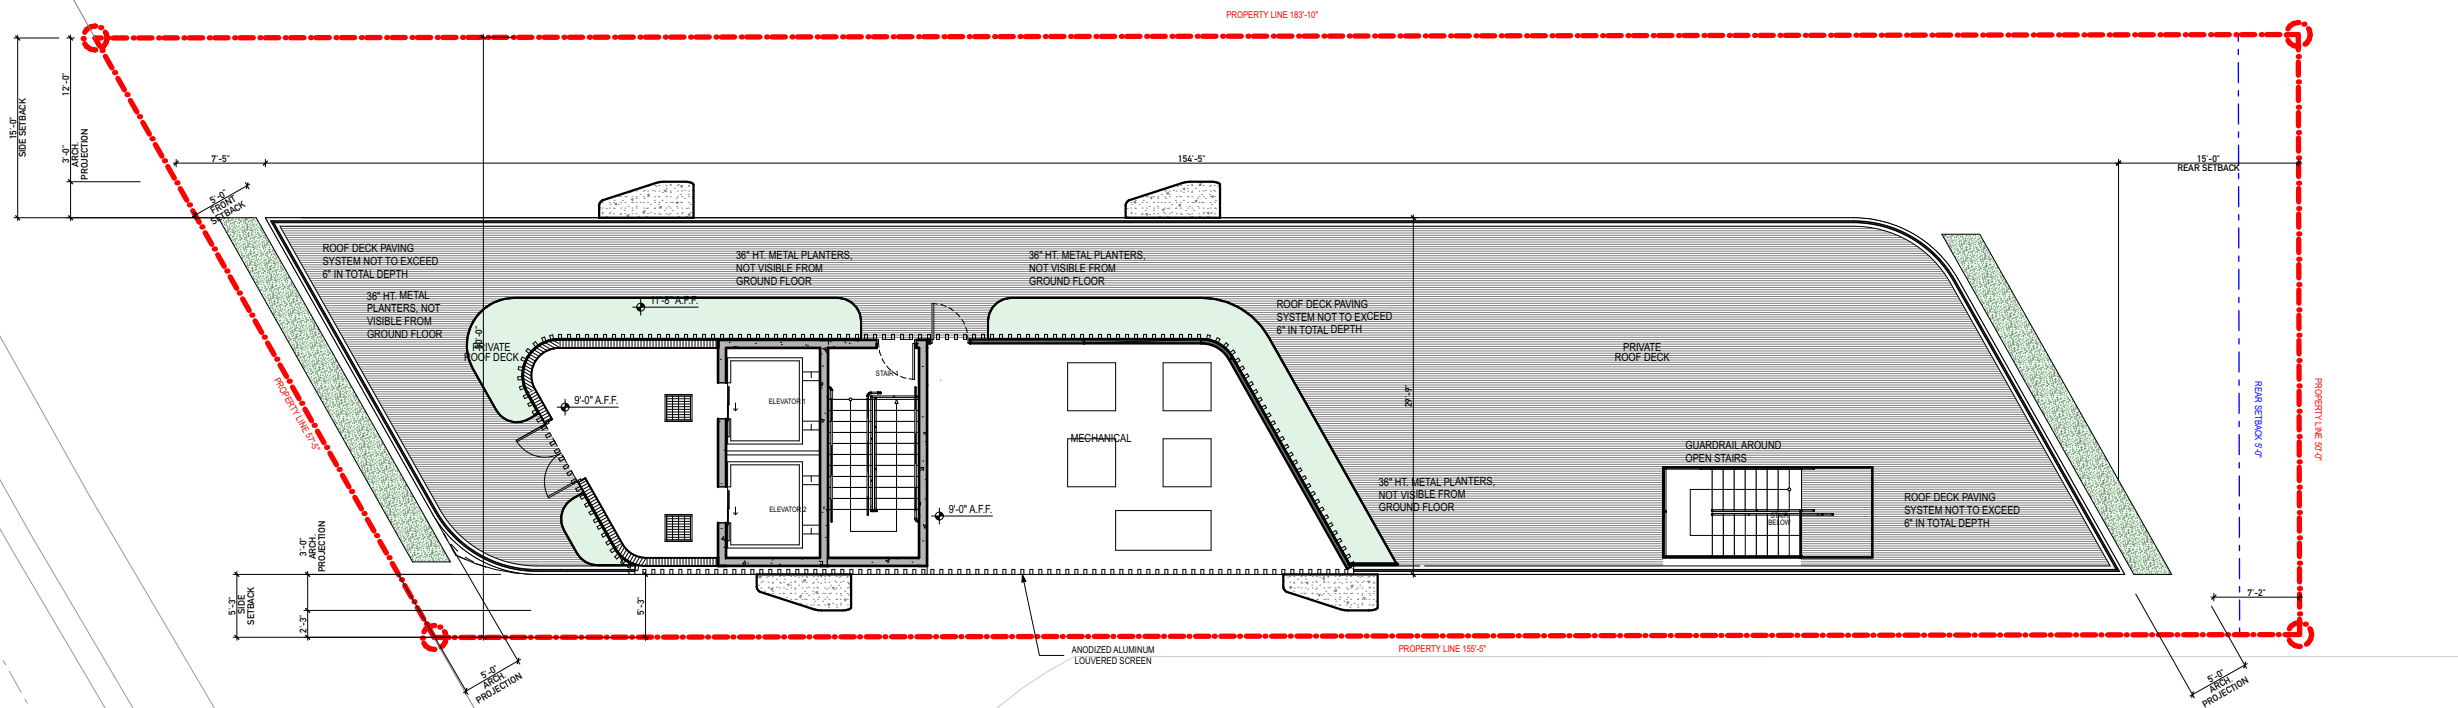 PROPERTY LINE 183'-10"
15'-0"
SIDE SETBACK
12'-0"
3'-0"
ARCH.
PROJECTION
7'-5"
154'-5"
15'-0"
REAR SETBACK
5'-0"
FRONT
SETBACK
ROOF DECK PAVING
SYSTEM NOT TO EXCEED
6" IN TOTAL DEPTH
36" HT. METAL PLANTERS,
NOT VISIBLE FROM
GROUND FLOOR
36" HT. METAL PLANTERS,
NOT VISIBLE FROM
GROUND FLOOR
36" HT. METAL
PLANTERS, NOT
VISIBLE FROM
GROUND FLOOR
11'-8" A.F.F.
ROOF DECK PAVING
SYSTEM NOT TO EXCEED
6" IN TOTAL DEPTH
PRIVATE
ROOF DECK
PRIVATE
ROOF DECK
STAIR 1
PROPERTY LINE 57'-5"
9'-0" A.F.F.
ELEVATOR 1
29'-9"
REAR SETBACK 5'-0"
PROPERTY LINE 50'-0"
MECHANICAL
GUARDRAIL AROUND
OPEN STAIRS
36" HT. METAL PLANTERS,
NOT VISIBLE FROM
GROUND FLOOR
ROOF DECK PAVING
SYSTEM NOT TO EXCEED
6" IN TOTAL DEPTH
ELEVATOR 2
9'-0" A.F.F.
STAIR
BELOW
3'-0"
ARCH.
PROJECTION
5'-3"
SIDE
SETBACK
2'-3"
5'-3"
7'-2"
ANODIZED ALUMINUM
LOUVERED SCREEN
PROPERTY LINE 155'-5"
5'-0"
ARCH.
PROJECTION
5'-0"
ARCH.
PROJECTION